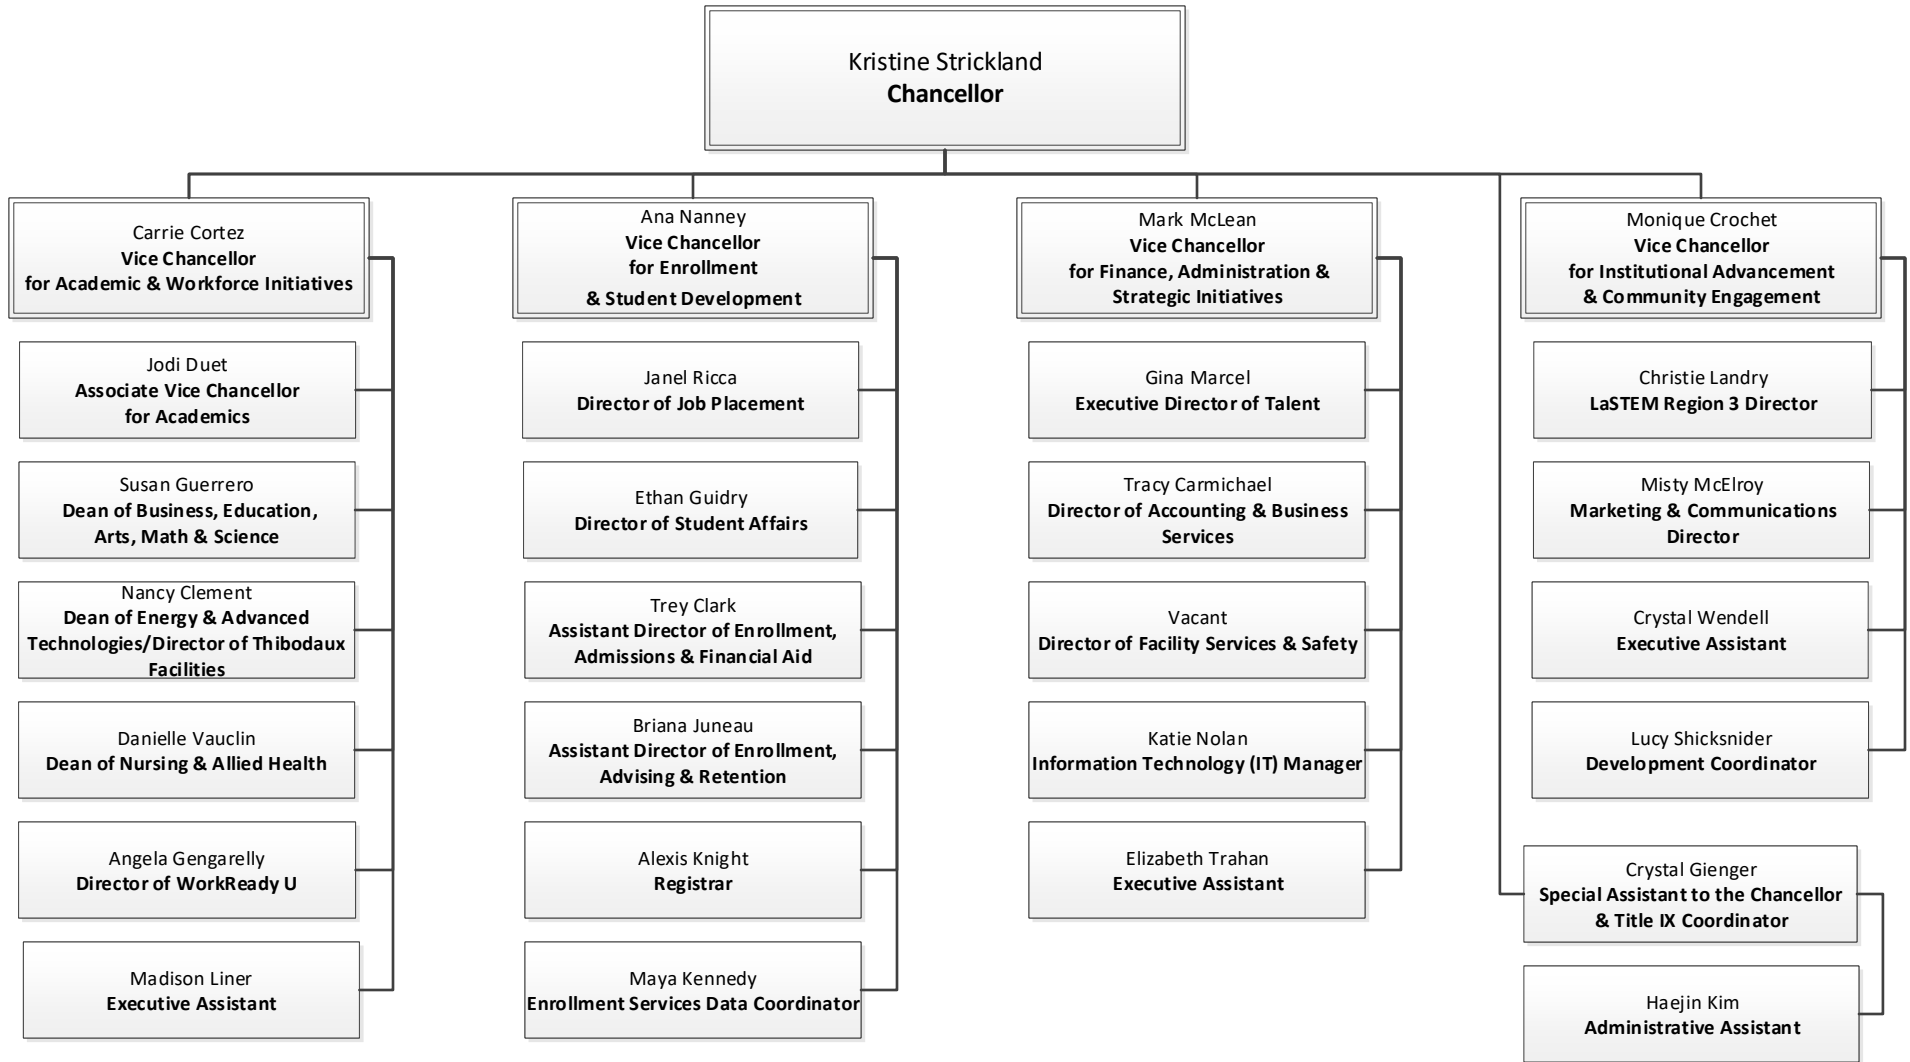 Kristine Strickland
Chancellor
Carrie Cortez
Vice Chancellor
for Academic & Workforce Initiatives
Jodi Duet
Associate Vice Chancellor
for Academics
Susan Guerrero
Dean of Business, Education,
Arts, Math & Science
Nancy Clement
Dean of Energy & Advanced
Technologies/Director of Thibodaux
Facilities
Danielle Vauclin
Dean of Nursing & Allied Health
Angela Gengarelly
Director of WorkReady U
Madison Liner
Executive Assistant
Ana Nanney
Vice Chancellor
for Enrollment
& Student Development
Janel Ricca
Director of Job Placement
Ethan Guidry
Director of Student Affairs
Trey Clark
Assistant Director of Enrollment,
Admissions & Financial Aid
Briana Juneau
Assistant Director of Enrollment,
Advising & Retention
Alexis Knight
Registrar
Maya Kennedy
Enrollment Services Data Coordinator
Mark McLean
Vice Chancellor
for Finance, Administration &
Strategic Initiatives
Gina Marcel
Executive Director of Talent
Tracy Carmichael
Director of Accounting & Business
Services
Vacant
Director of Facility Services & Safety
Katie Nolan
Information Technology (IT) Manager
Elizabeth Trahan
Executive Assistant
Monique Crochet
Vice Chancellor
for Institutional Advancement
& Community Engagement
Christie Landry
LaSTEM Region 3 Director
Misty McElroy
Marketing & Communications
Director
Crystal Wendell
Executive Assistant
Lucy Shicksnider
Development Coordinator
Crystal Gienger
Special Assistant to the Chancellor
& Title IX Coordinator
Haejin Kim
Administrative Assistant